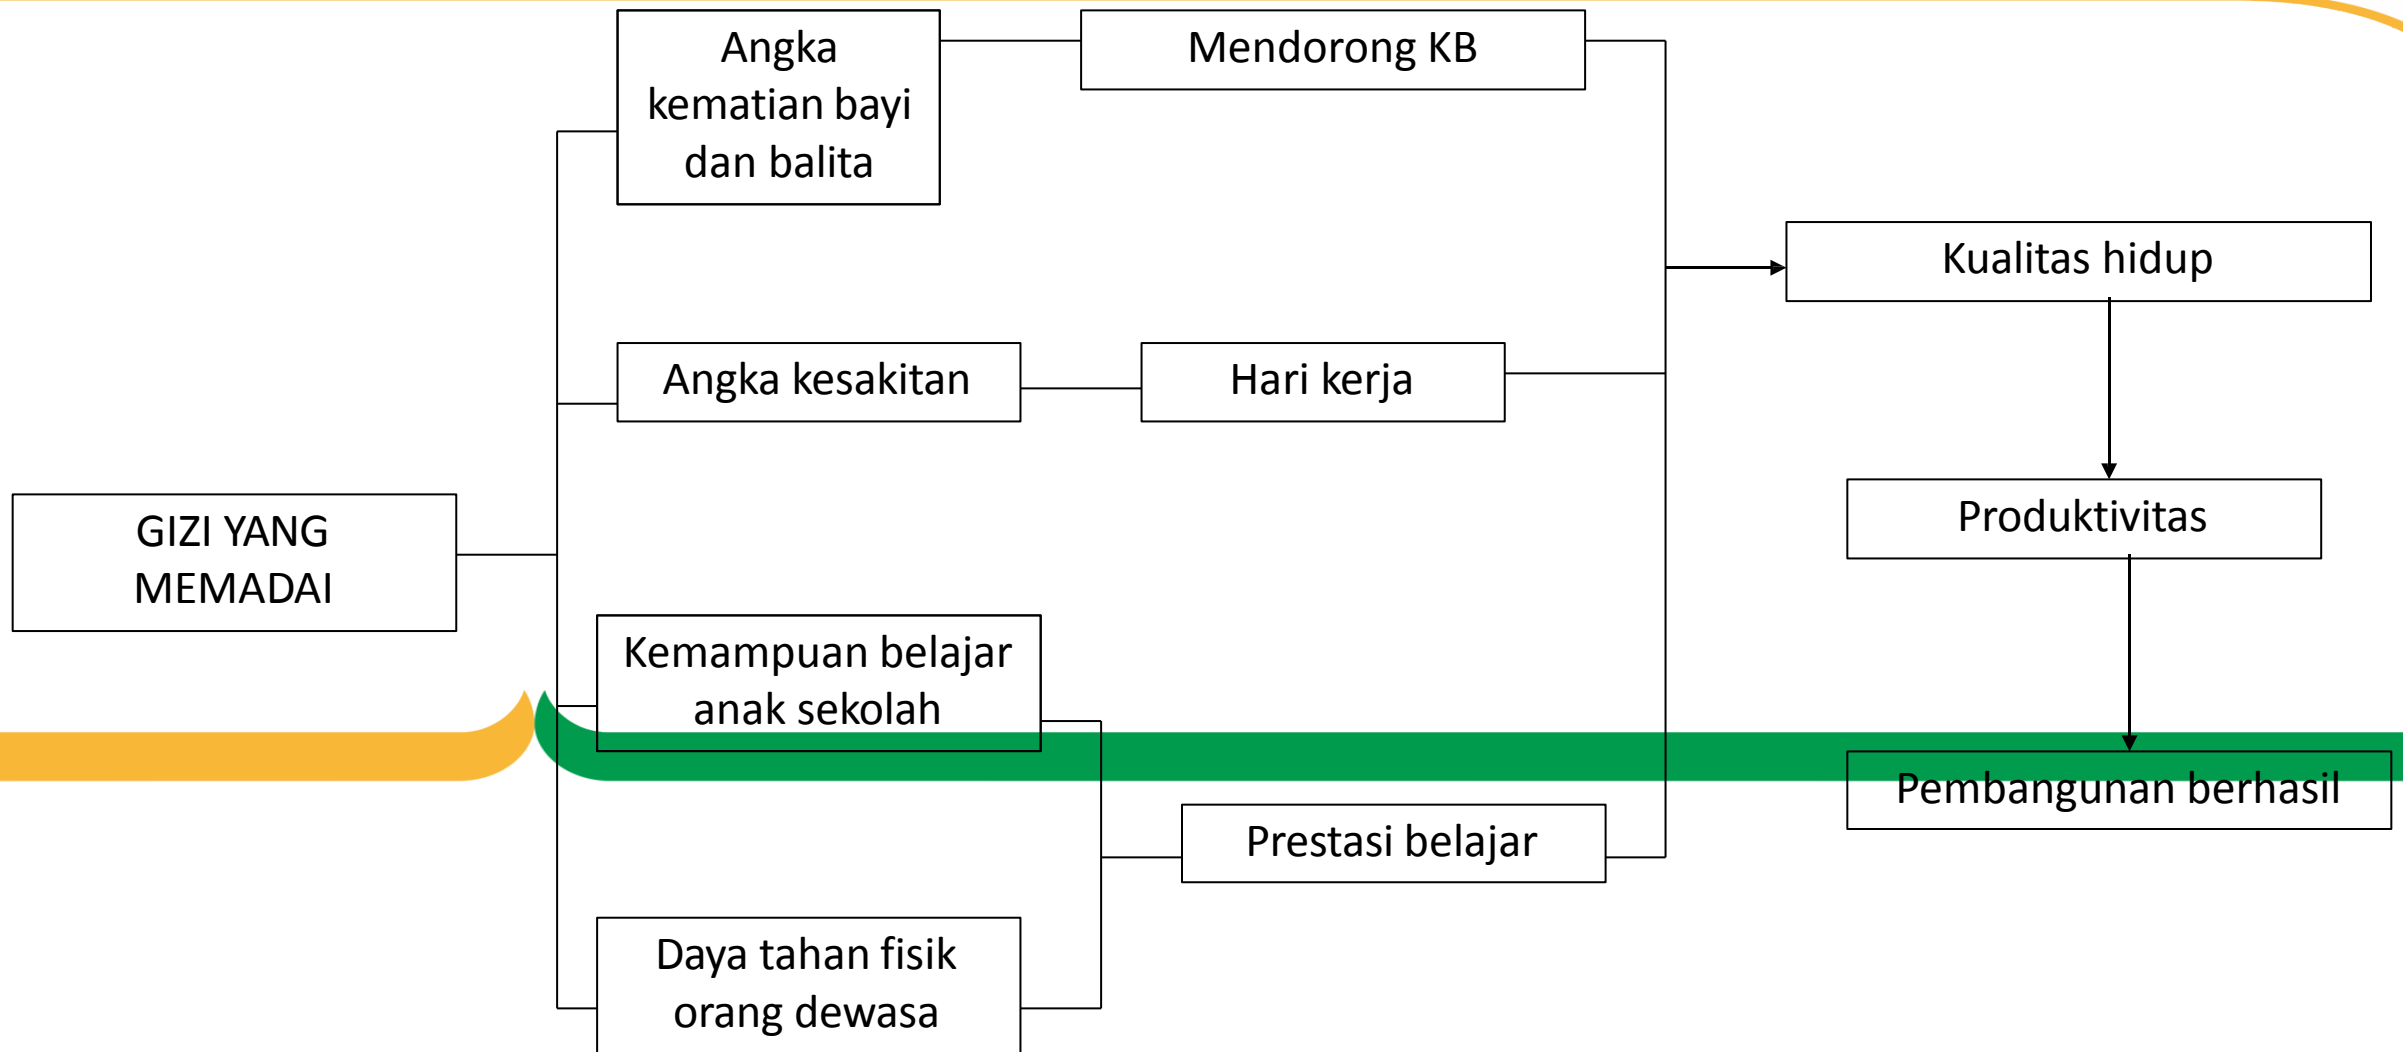 Angka
kematian bayi
dan balita
Mendorong KB
Kualitas hidup
Angka kesakitan
Hari kerja
GIZI YANG
MEMADAI
Produktivitas
Kemampuan belajar
anak sekolah
Prestasi belajar
Pembangunan berhasil
Daya tahan fisik
orang dewasa